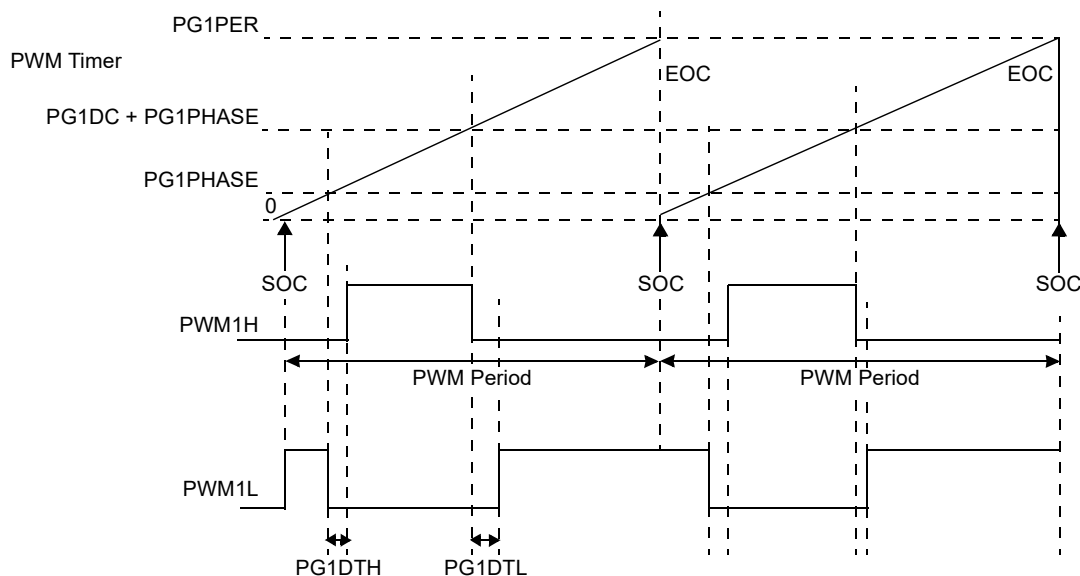 PG1PER
PWM Timer
EOC
EOC
PG1DC + PG1PHASE
PG1PHASE
0
SOC
SOC
SOC
PWM1H
PWM Period
PWM Period
PWM1L
PG1DTH
PG1DTL